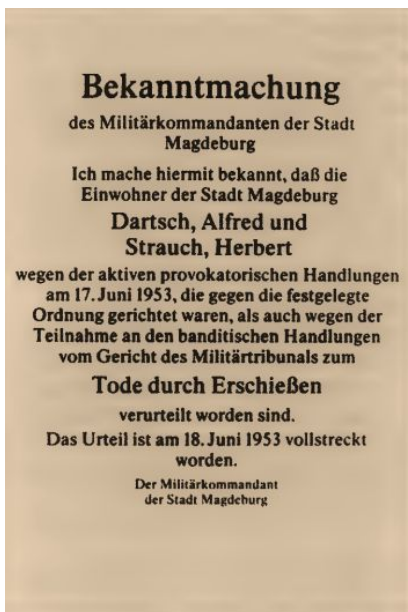 Bekanntmachung
des Militärkommandanten der Stadt
Magdeburg
Ich mache hiermit bekannt, daß die
Einwohner der Stadt Magdeburg
Dartsch, Alfred und
Strauch, Herbert
wegen der aktiven provokatorischen Handlungen
am 17. Juni 1953, die gegen die festgelegte
Ordnung gerichtet waren, als auch wegen der
Teilnahme an den banditischen Handlungen
vom Gericht des Militärtribunals zum
Tode durch Erschießen
verurteilt worden sind.
Das Urteil ist am 18. Juni 1953 vollstreckt
worden.
Der Militärkommandant
der Stadt Magdeburg